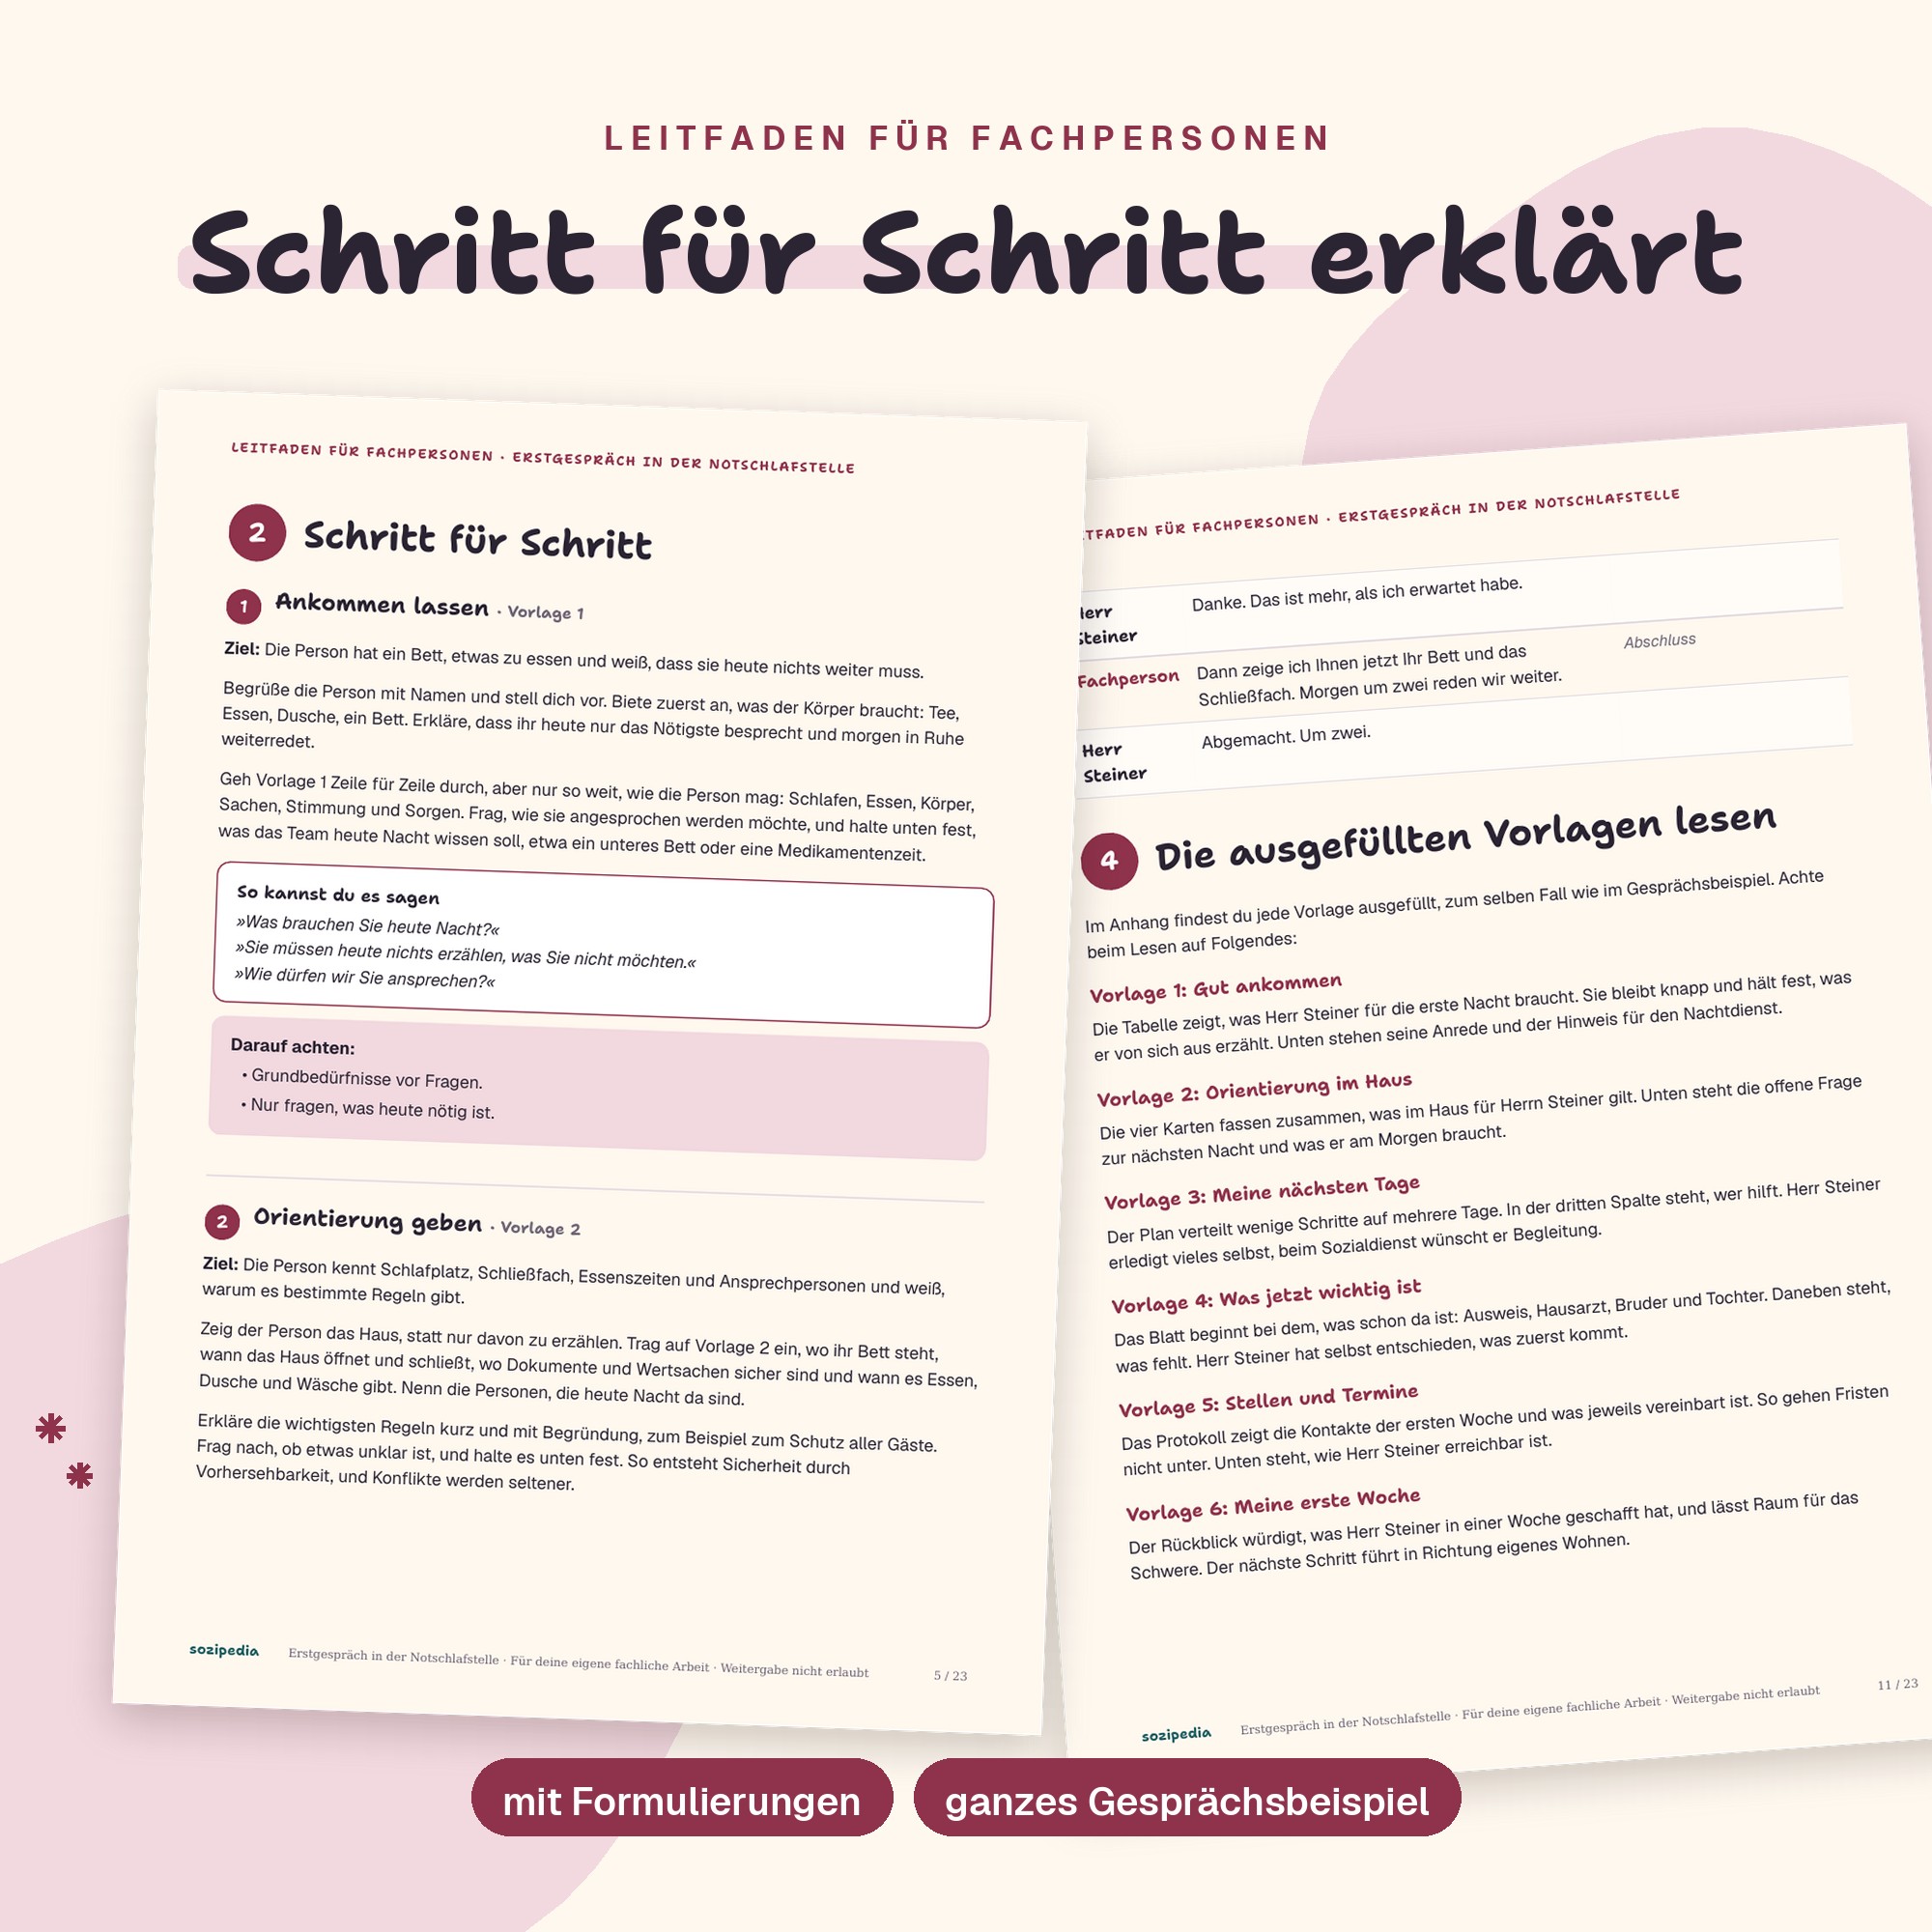 LEITFADEN FÜR FACHPERSONEN
Schritt für Schritt erklärt
LEITFADEN FÜR FACHPERSONEN · ERSTGESPRÄCH IN DER NOTSCHLAFSTELLE
2 Schritt für Schritt
1 Ankommen lassen · Vorlage 1
Ziel: Die Person hat ein Bett, etwas zu essen und weiß, dass sie heute nichts weiter muss.
Begrüße die Person mit Namen und stell dich vor. Biete zuerst an, was der Körper braucht: Tee,
Essen, Dusche, ein Bett. Erkläre, dass ihr heute nur das Nötigste besprecht und morgen in Ruhe
weiterredet.
Geh Vorlage 1 Zeile für Zeile durch, aber nur so weit, wie die Person mag: Schlafen, Essen, Körper,
Sachen, Stimmung und Sorgen. Frag, wie sie angesprochen werden möchte, und halte unten fest,
was das Team heute Nacht wissen soll, etwa ein unteres Bett oder eine Medikamentenzeit.
So kannst du es sagen
»Was brauchen Sie heute Nacht?«
»Sie müssen heute nichts erzählen, was Sie nicht möchten.«
»Wie dürfen wir Sie ansprechen?«
Darauf achten:
• Grundbedürfnisse vor Fragen.
• Nur fragen, was heute nötig ist.
2 Orientierung geben · Vorlage 2
Ziel: Die Person kennt Schlafplatz, Schließfach, Essenszeiten und Ansprechpersonen und weiß,
warum es bestimmte Regeln gibt.
Zeig der Person das Haus, statt nur davon zu erzählen. Trag auf Vorlage 2 ein, wo ihr Bett steht,
wann das Haus öffnet und schließt, wo Dokumente und Wertsachen sicher sind und wann es Essen,
Dusche und Wäsche gibt. Nenn die Personen, die heute Nacht da sind.
Erkläre die wichtigsten Regeln kurz und mit Begründung, zum Beispiel zum Schutz aller Gäste.
Frag nach, ob etwas unklar ist, und halte es unten fest. So entsteht Sicherheit durch
Vorhersehbarkeit, und Konflikte werden seltener.
sozipedia Erstgespräch in der Notschlafstelle · Für deine eigene fachliche Arbeit · Weitergabe nicht erlaubt 5 / 23
TFADEN FÜR FACHPERSONEN · ERSTGESPRÄCH IN DER NOTSCHLAFSTELLE
Herr Danke. Das ist mehr, als ich erwartet habe.
Steiner
Fachperson Dann zeige ich Ihnen jetzt Ihr Bett und das Abschluss
Schließfach. Morgen um zwei reden wir weiter.
Herr Abgemacht. Um zwei.
Steiner
4 Die ausgefüllten Vorlagen lesen
Im Anhang findest du jede Vorlage ausgefüllt, zum selben Fall wie im Gesprächsbeispiel. Achte
beim Lesen auf Folgendes:
Vorlage 1: Gut ankommen
Die Tabelle zeigt, was Herr Steiner für die erste Nacht braucht. Sie bleibt knapp und hält fest, was
er von sich aus erzählt. Unten stehen seine Anrede und der Hinweis für den Nachtdienst.
Vorlage 2: Orientierung im Haus
Die vier Karten fassen zusammen, was im Haus für Herrn Steiner gilt. Unten steht die offene Frage
zur nächsten Nacht und was er am Morgen braucht.
Vorlage 3: Meine nächsten Tage
Der Plan verteilt wenige Schritte auf mehrere Tage. In der dritten Spalte steht, wer hilft. Herr Steiner
erledigt vieles selbst, beim Sozialdienst wünscht er Begleitung.
Vorlage 4: Was jetzt wichtig ist
Das Blatt beginnt bei dem, was schon da ist: Ausweis, Hausarzt, Bruder und Tochter. Daneben steht,
was fehlt. Herr Steiner hat selbst entschieden, was zuerst kommt.
Vorlage 5: Stellen und Termine
Das Protokoll zeigt die Kontakte der ersten Woche und was jeweils vereinbart ist. So gehen Fristen
nicht unter. Unten steht, wie Herr Steiner erreichbar ist.
Vorlage 6: Meine erste Woche
Der Rückblick würdigt, was Herr Steiner in einer Woche geschafft hat, und lässt Raum für das
Schwere. Der nächste Schritt führt in Richtung eigenes Wohnen.
sozipedia Erstgespräch in der Notschlafstelle · Für deine eigene fachliche Arbeit · Weitergabe nicht erlaubt 11 / 23
mit Formulierungen
ganzes Gesprächsbeispiel